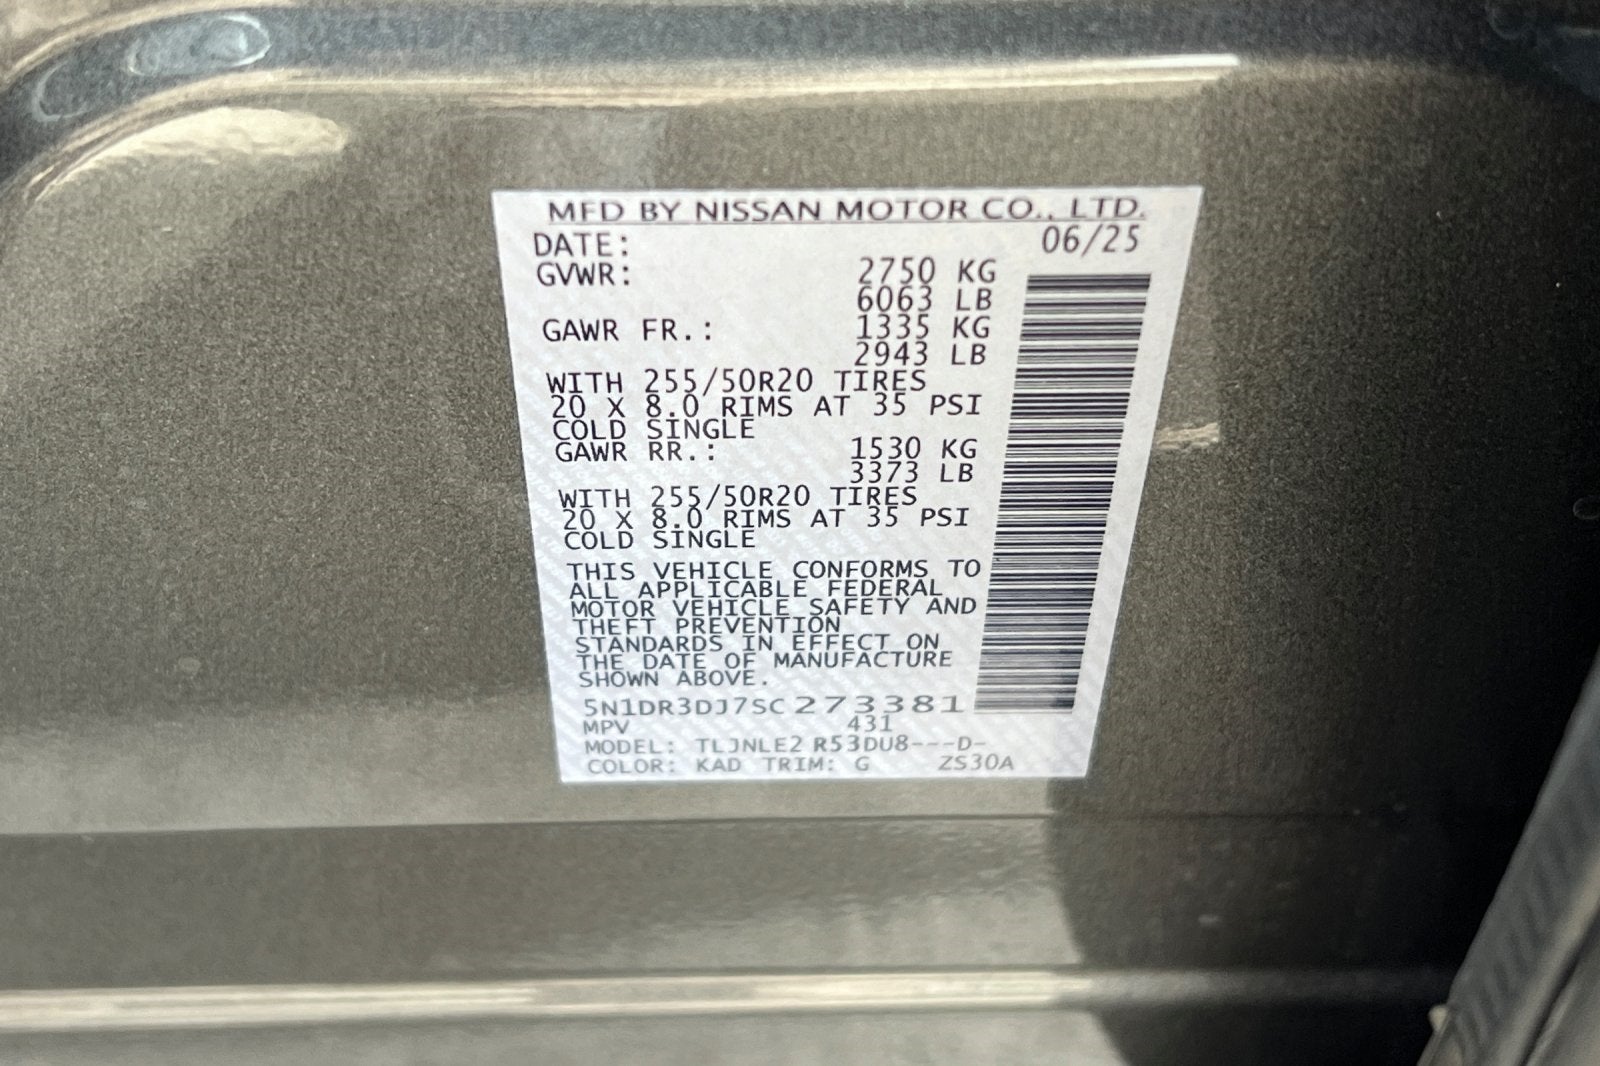 MFD BY NISSAN MOTOR CO., LTD.
DATE: 06/25
GVWR: 2750 KG
6063 LB
GAWR FR.: 1335 KG
2943 LB
WITH 255/50R20 TIRES
20 X 8.0 RIMS AT 35 PSI
COLD SINGLE
GAWR RR.: 1530 KG
3373 LB
WITH 255/50R20 TIRES
20 X 8.0 RIMS AT 35 PSI
COLD SINGLE
THIS VEHICLE CONFORMS TO
ALL APPLICABLE FEDERAL
MOTOR VEHICLE SAFETY AND
THEFT PREVENTION
STANDARDS IN EFFECT ON
THE DATE OF MANUFACTURE
SHOWN ABOVE.
5N1DR3DJ7SC273381
MPV 431
MODEL: TLJNLE2 R53DU8---D-
COLOR: KAD TRIM: G ZS30A